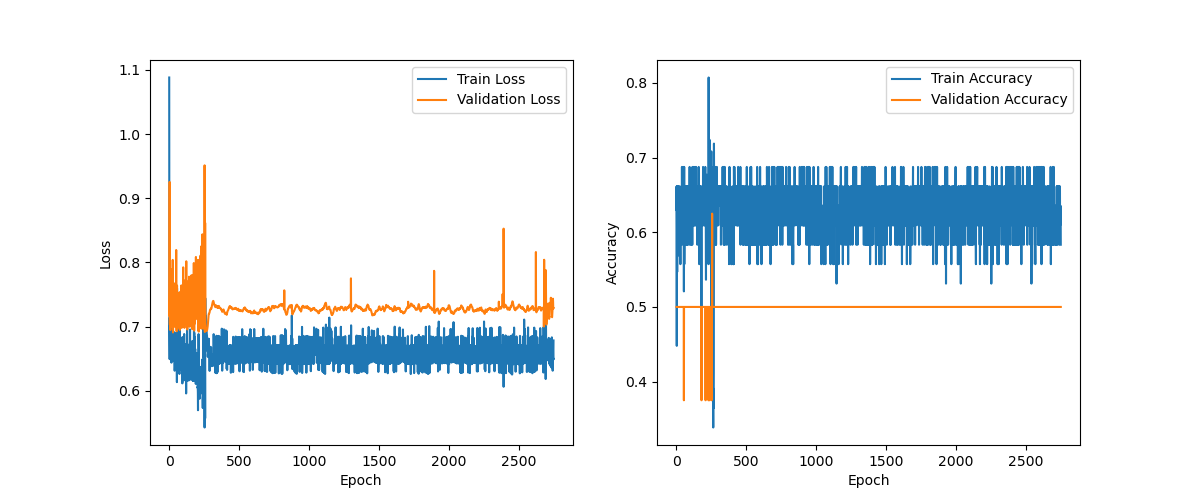 Train Loss
Validation Loss
1.1
1.0
0.9
0.8
0.7
0.6
Loss
0
500
1000
1500
2000
2500
Epoch
Train Accuracy
Validation Accuracy
0.8
0.7
0.6
0.5
0.4
Accuracy
0
500
1000
1500
2000
2500
Epoch